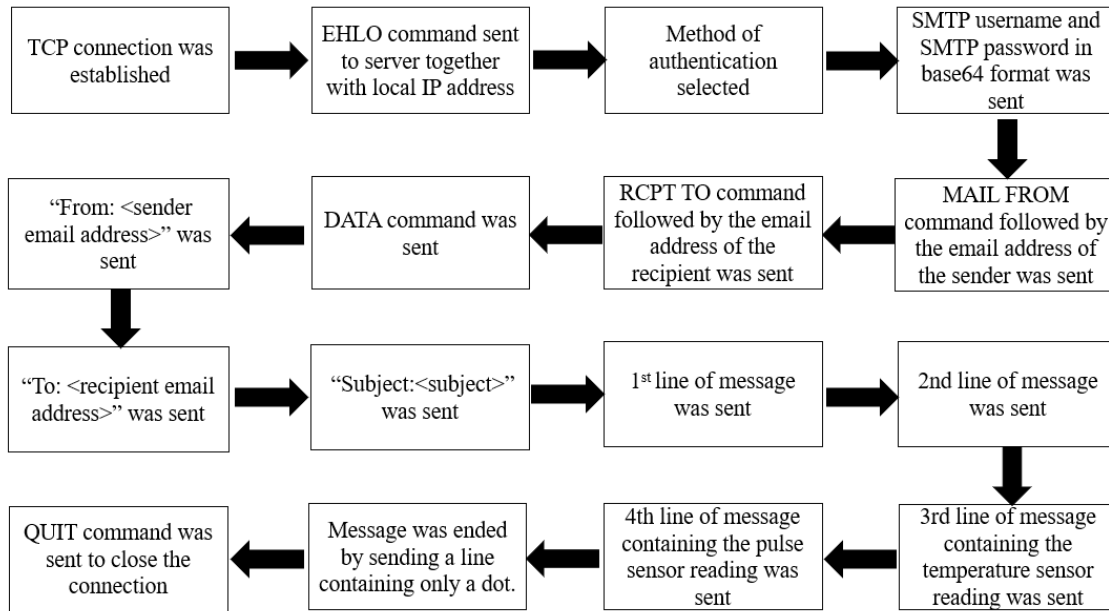 TCP connection was
established
EHLO command sent
to server together
with local IP address
Method of
authentication
selected
SMTP username and
SMTP password in
base64 format was
sent
MAIL FROM
command followed by
the email address of
the sender was sent
RCPT TO command
followed by the email
address of the
recipient was sent
DATA command was
sent
“From: <sender
email address>” was
sent
“To: <recipient email
address>” was sent
“Subject:<subject>”
was sent
1st line of message
was sent
2nd line of message
was sent
3rd line of message
containing the
temperature sensor
reading was sent
4th line of message
containing the pulse
sensor reading was
sent
Message was ended
by sending a line
containing only a dot.
QUIT command was
sent to close the
connection